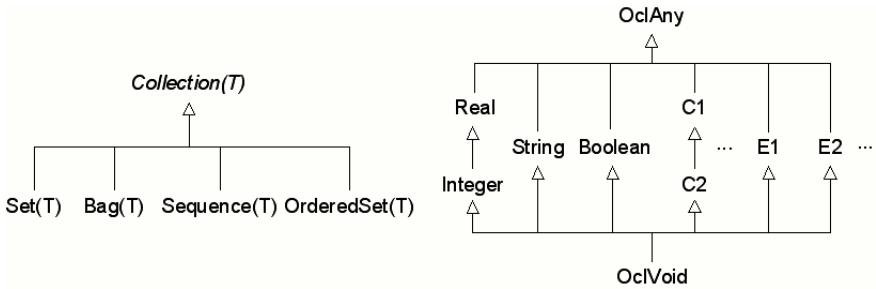 Collection(T)
Set(T) Bag(T) Sequence(T) OrderedSet(T)
OclAny
Real C1
String Boolean ... E1 E2 ...
Integer C2
OclVoid